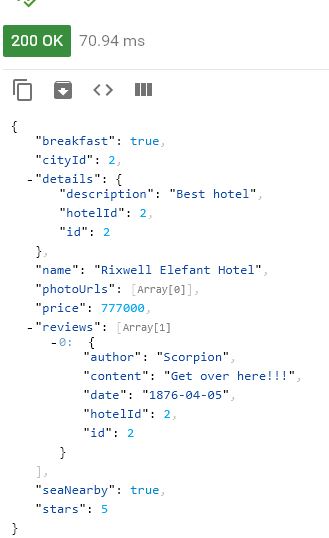 200 OK 70.94 ms
{
"breakfast": true,
"cityId": 2,
-"details": {
"description": "Best hotel",
"hotelId": 2,
"id": 2
},
"name": "Rixwell Elefant Hotel",
"photoUrls": [Array[0]],
"price": 777000,
-"reviews": [Array[1]
-0: {
"author": "Scorpion",
"content": "Get over here!!!",
"date": "1876-04-05",
"hotelId": 2,
"id": 2
}
],
"seaNearby": true,
"stars": 5
}